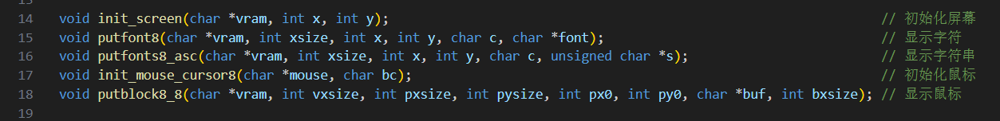 14 void init_screen(char *vram, int x, int y); // 初始化屏幕
15 void putfont8(char *vram, int xsize, int x, int y, char c, char *font); // 显示字符
16 void putfonts8_asc(char *vram, int xsize, int x, int y, char c, unsigned char *s); // 显示字符串
17 void init_mouse_cursor8(char *mouse, char bc); // 初始化鼠标
18 void putblock8_8(char *vram, int vxsize, int pxsize, int pysize, int px0, int py0, char *buf, int bxsize); // 显示鼠标
19